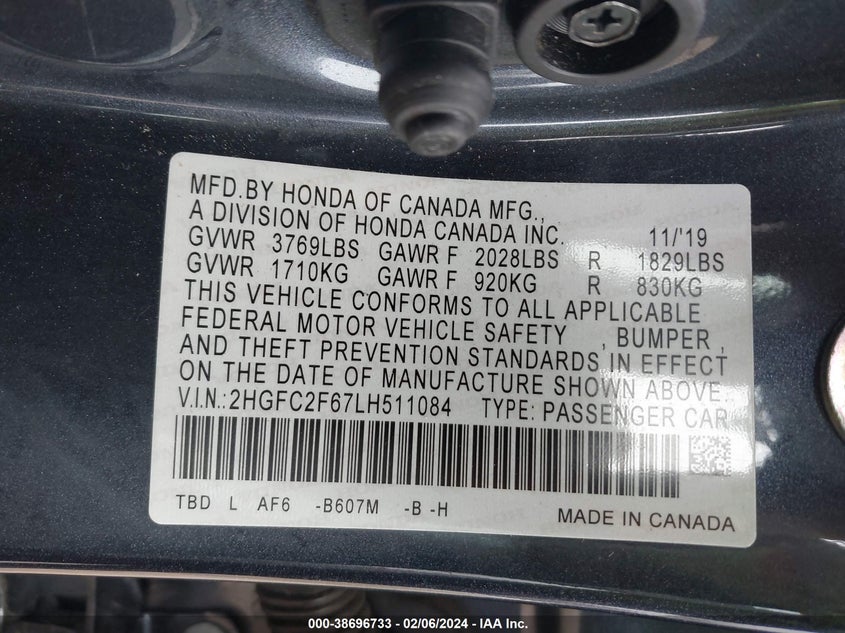 MFD.BY HONDA OF CANADA MFG.,
A DIVISION OF HONDA CANADA INC. 11/'19
GVWR 3769LBS GAWR F 2028LBS R 1829LBS
GVWR 1710KG GAWR F 920KG R 830KG
THIS VEHICLE CONFORMS TO ALL APPLICABLE
FEDERAL MOTOR VEHICLE SAFETY , BUMPER ,
AND THEFT PREVENTION STANDARDS IN EFFECT
ON THE DATE OF MANUFACTURE SHOWN ABOVE.
V.I.N.:2HGFC2F67LH511084 TYPE: PASSENGER CAR
TBD L AF6 -B607M -B -H
MADE IN CANADA
000-38696733 - 02/06/2024 - IAA Inc.